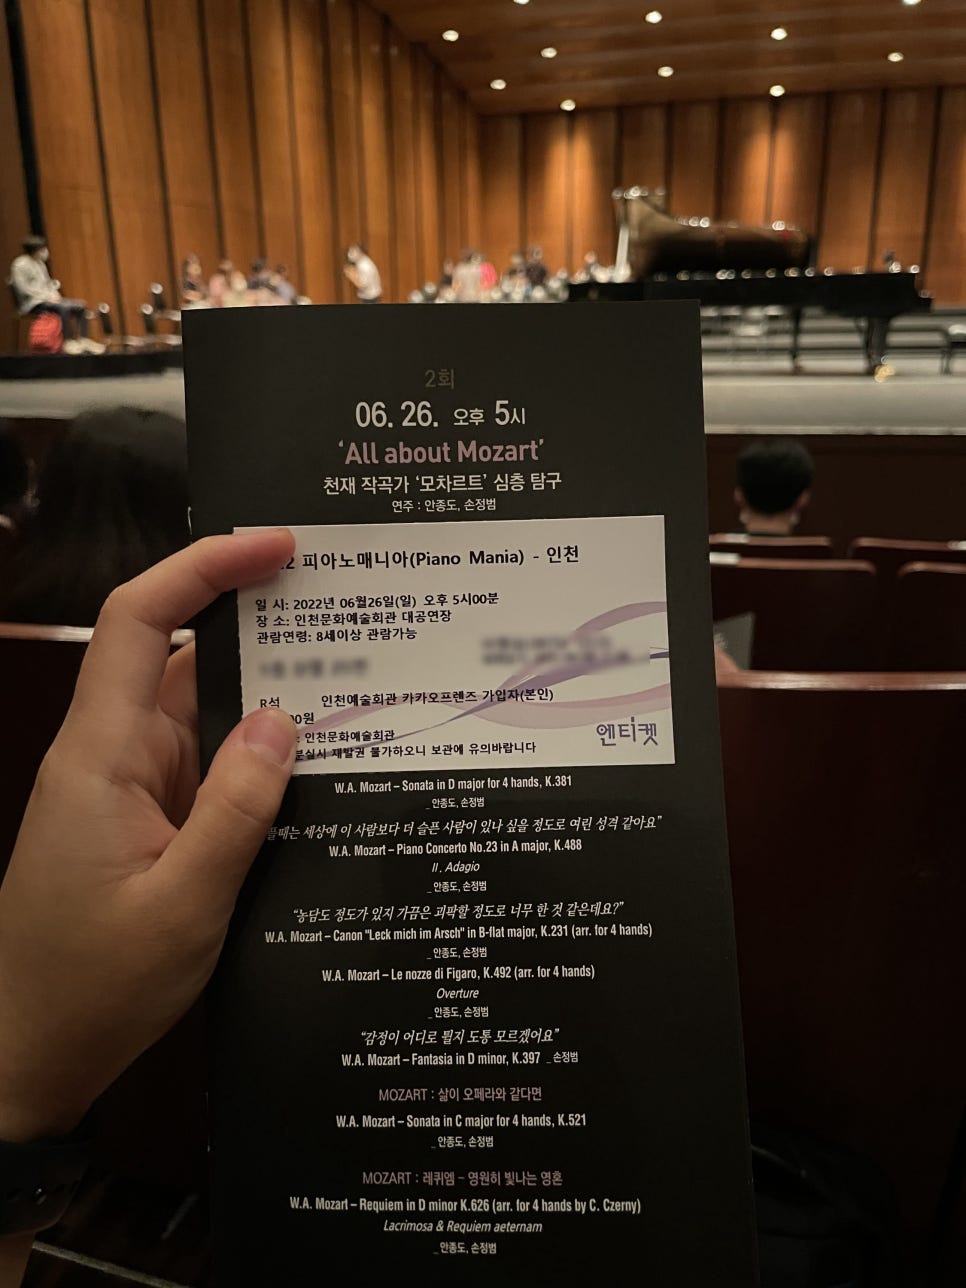 2회
06. 26. 오후 5시
‘All about Mozart’
천재 작곡가 ‘모차르트’ 심층 탐구
연주 : 안종도, 손정범
피아노매니아(Piano Mania) - 인천
일 시: 2022년 06월26일(일) 오후 5시00분
장 소: 인천문화예술회관 대공연장
관람연령: 8세이상 관람가능
R석 인천예술회관 카카오프렌즈 가입자(본인)
00원
: 인천문화예술회관
분실시 재발권 불가하오니 보관에 유의바랍니다
엔티켓
W.A. Mozart – Sonata in D major for 4 hands, K.381
_ 안종도, 손정범
세상에 이 사람보다 더 슬픈 사람이 있나 싶을 정도로 여린 성격 같아요”
W.A. Mozart – Piano Concerto No.23 in A major, K.488
II. Adagio
_ 안종도, 손정범
“농담도 정도가 있지 가끔은 괴팍할 정도로 너무 한 것 같은데요?”
W.A. Mozart – Canon "Leck mich im Arsch" in B-flat major, K.231 (arr. for 4 hands)
_ 안종도, 손정범
W.A. Mozart – Le nozze di Figaro, K.492 (arr. for 4 hands)
Overture
_ 안종도, 손정범
“감정이 어디로 튈지 도통 모르겠어요”
W.A. Mozart – Fantasia in D minor, K.397 _ 손정범
MOZART : 삶이 오페라와 같다면
W.A. Mozart – Sonata in C major for 4 hands, K.521
_ 안종도, 손정범
MOZART : 레퀴엠 – 영원히 빛나는 영혼
W.A. Mozart – Requiem in D minor K.626 (arr. for 4 hands by C. Czerny)
Lacrimosa & Requiem aeternam
_ 안종도, 손정범